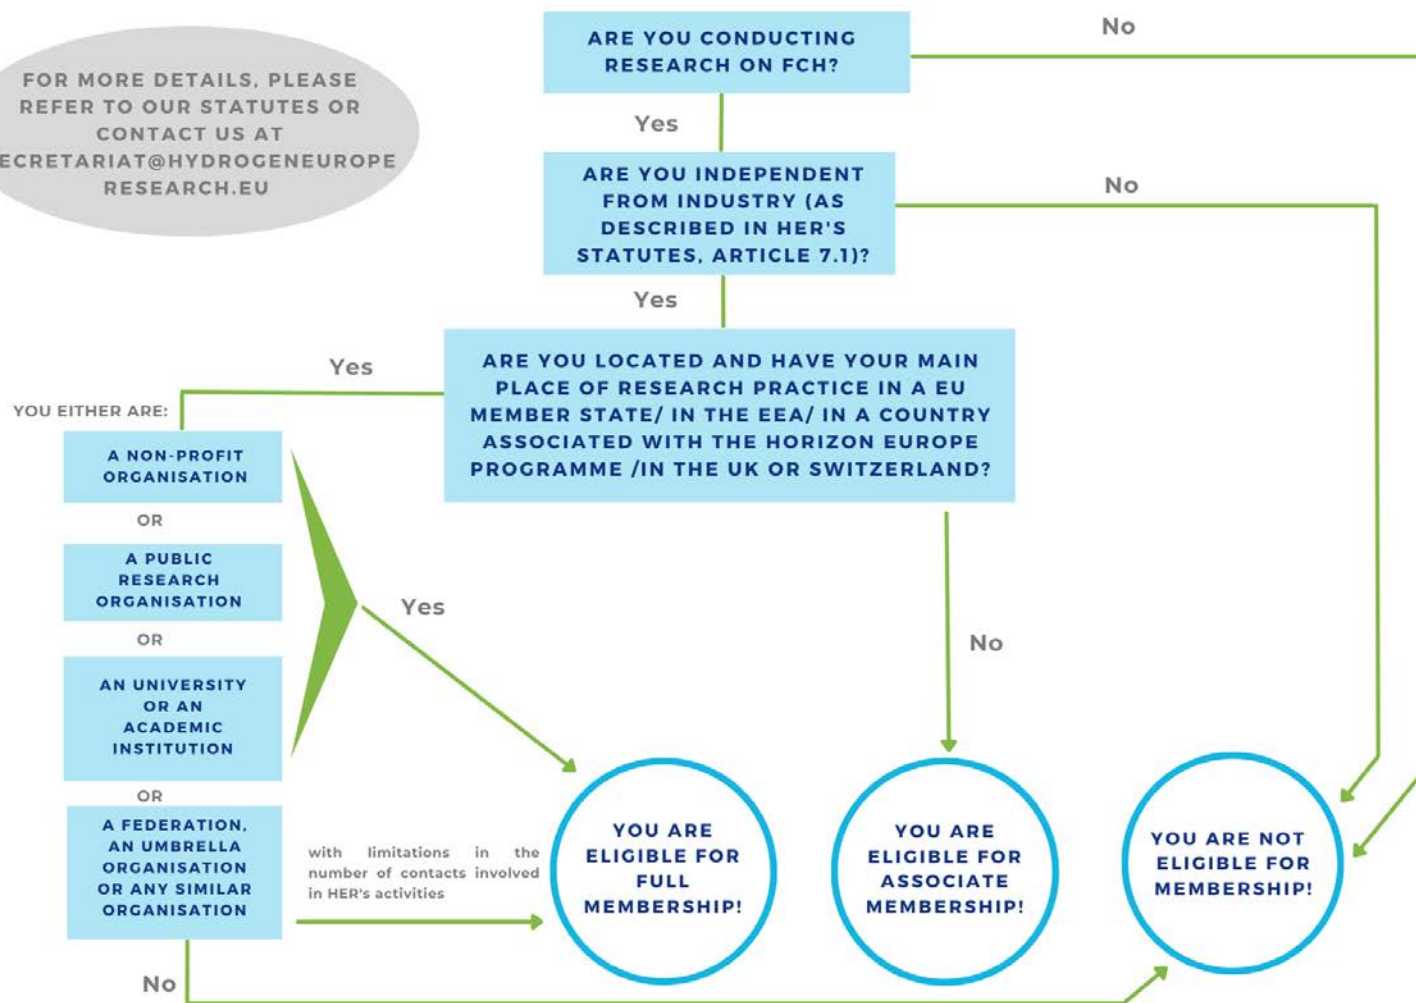 FOR MORE DETAILS, PLEASE
REFER TO OUR STATUTES OR
CONTACT US AT
ECRETARIAT@HYDROGENEUROPE
RESEARCH.EU
ARE YOU CONDUCTING
RESEARCH ON FCH?
No
Yes
ARE YOU INDEPENDENT
FROM INDUSTRY (AS
DESCRIBED IN HER'S
STATUTES, ARTICLE 7.1)?
No
Yes
ARE YOU LOCATED AND HAVE YOUR MAIN
PLACE OF RESEARCH PRACTICE IN A EU
MEMBER STATE/ IN THE EEA/ IN A COUNTRY
ASSOCIATED WITH THE HORIZON EUROPE
PROGRAMME /IN THE UK OR SWITZERLAND?
Yes
YOU EITHER ARE:
A NON-PROFIT
ORGANISATION
OR
A PUBLIC
RESEARCH
ORGANISATION
OR
AN UNIVERSITY
OR AN
ACADEMIC
INSTITUTION
OR
A FEDERATION,
AN UMBRELLA
ORGANISATION
OR ANY SIMILAR
ORGANISATION
Yes
No
with limitations in the
number of contacts involved
in HER's activities
YOU ARE
ELIGIBLE FOR
FULL
MEMBERSHIP!
YOU ARE
ELIGIBLE FOR
ASSOCIATE
MEMBERSHIP!
YOU ARE NOT
ELIGIBLE FOR
MEMBERSHIP!
No